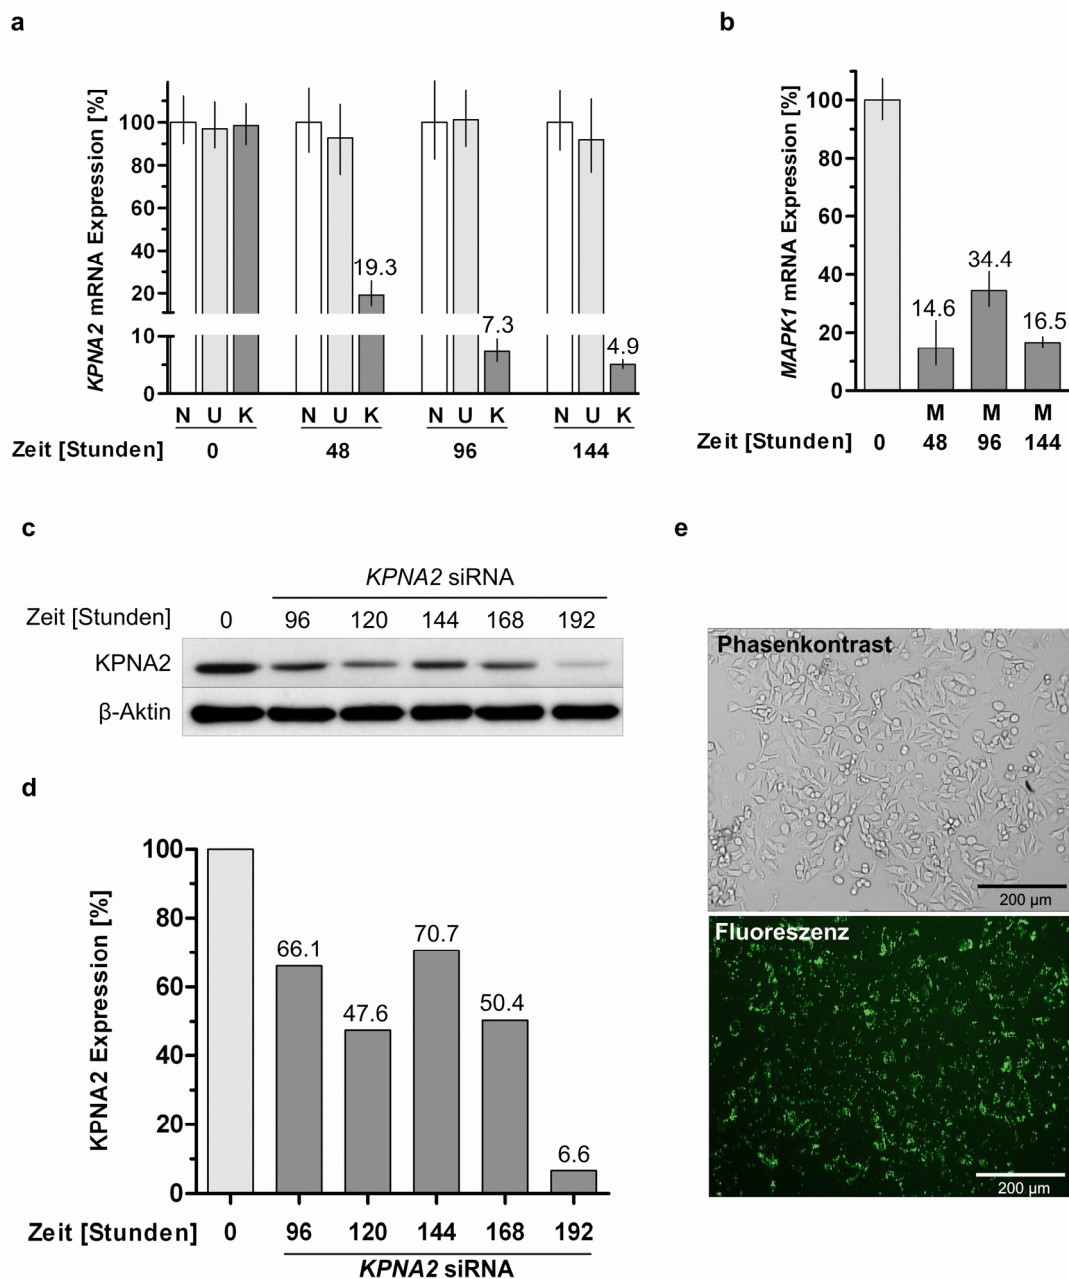 a
KPNA2 mRNA Expression [%]
100
80
60
40
20
10
0
19.3
7.3
4.9
N U K N U K N U K N U K
Zeit [Stunden] 0 48 96 144
b
MAPK1 mRNA Expression [%]
100
80
60
40
20
0
14.6
34.4
16.5
M M M
Zeit [Stunden] 0 48 96 144
c
KPNA2 siRNA
Zeit [Stunden] 0 96 120 144 168 192
KPNA2
β-Aktin
d
KPNA2 Expression [%]
100
80
60
40
20
0
66.1
47.6
70.7
50.4
6.6
Zeit [Stunden] 0 96 120 144 168 192
KPNA2 siRNA
e
Phasenkontrast
200 µm
Fluoreszenz
200 µm